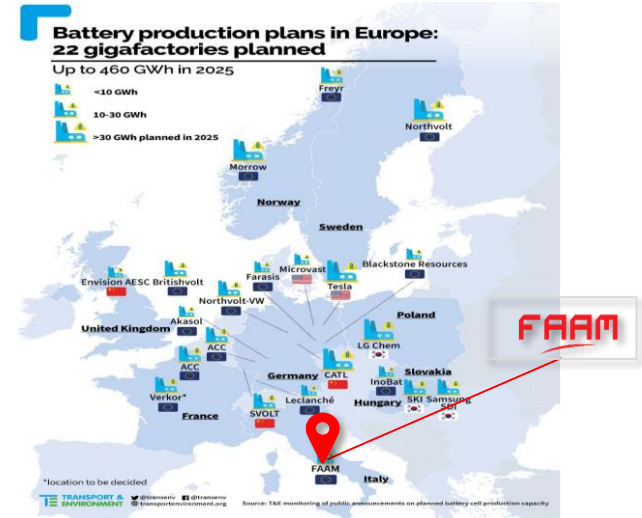 Battery production plans in Europe:
22 gigafactories planned
Up to 460 GWh in 2025
<10 GWh
10-30 GWh
>30 GWh planned in 2025
Freyr
Northvolt
Morrow
Norway
Sweden
Envision AESC
Britishvolt
Northvolt-VW
Farasis
Microvast
Tesla
Blackstone Resources
United Kingdom
Akasol
ACC
ACC
Poland
LG Chem
FAAM
Germany
CATL
Slovakia
InoBat
Hungary
SKI
Samsung
SDI
Verkor*
France
SVOLT
Leclanché
FAAM
Italy
*location to be decided
TRANSPORT &
ENVIRONMENT
@transenv
@transenv
transportenvironment.org
Source: T&E monitoring of public announcements on planned battery cell production capacity